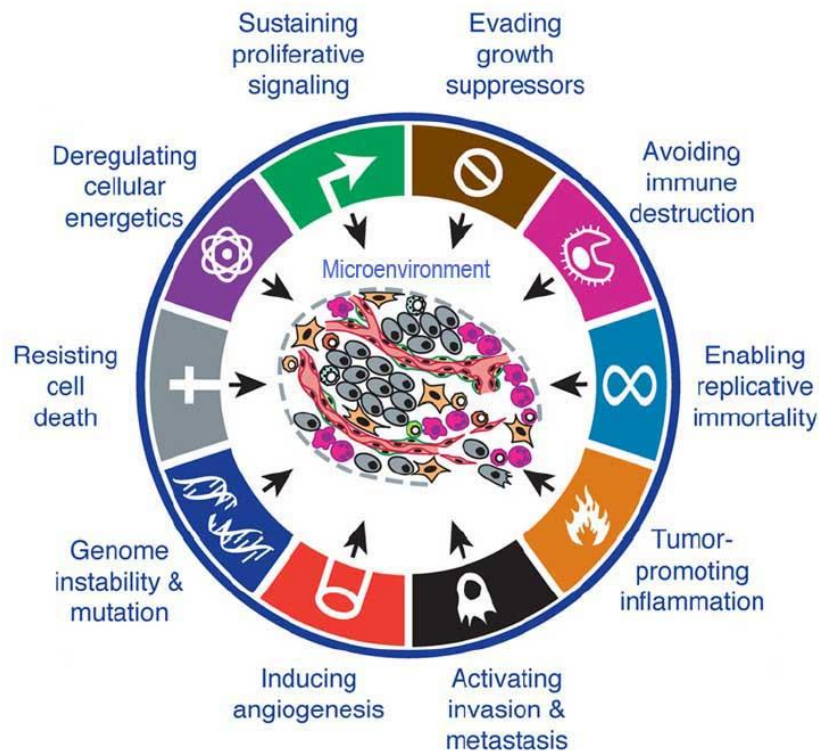 Sustaining
proliferative
signaling
Evading
growth
suppressors
Deregulating
cellular
energetics
Avoiding
immune
destruction
Microenvironment
Resisting
cell
death
Enabling
replicative
immortality
Genome
instability &
mutation
Tumor-
promoting
inflammation
Inducing
angiogenesis
Activating
invasion &
metastasis